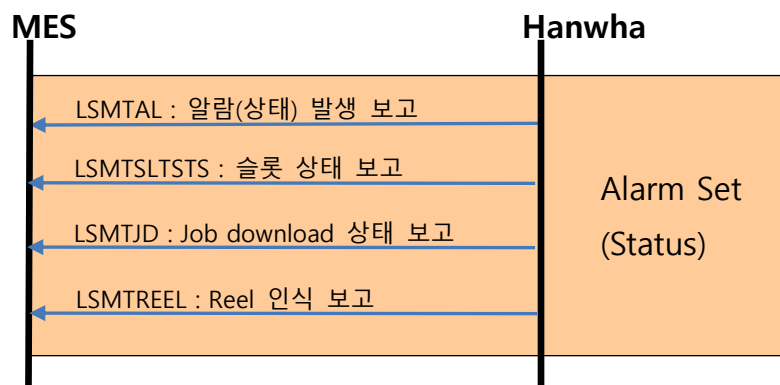 MES
Hanwha
LSMTAL : 알람(상태) 발생 보고
LSMTSLTSTS : 슬롯 상태 보고
LSMTJD : Job download 상태 보고
LSMTREEL : Reel 인식 보고
Alarm Set
(Status)